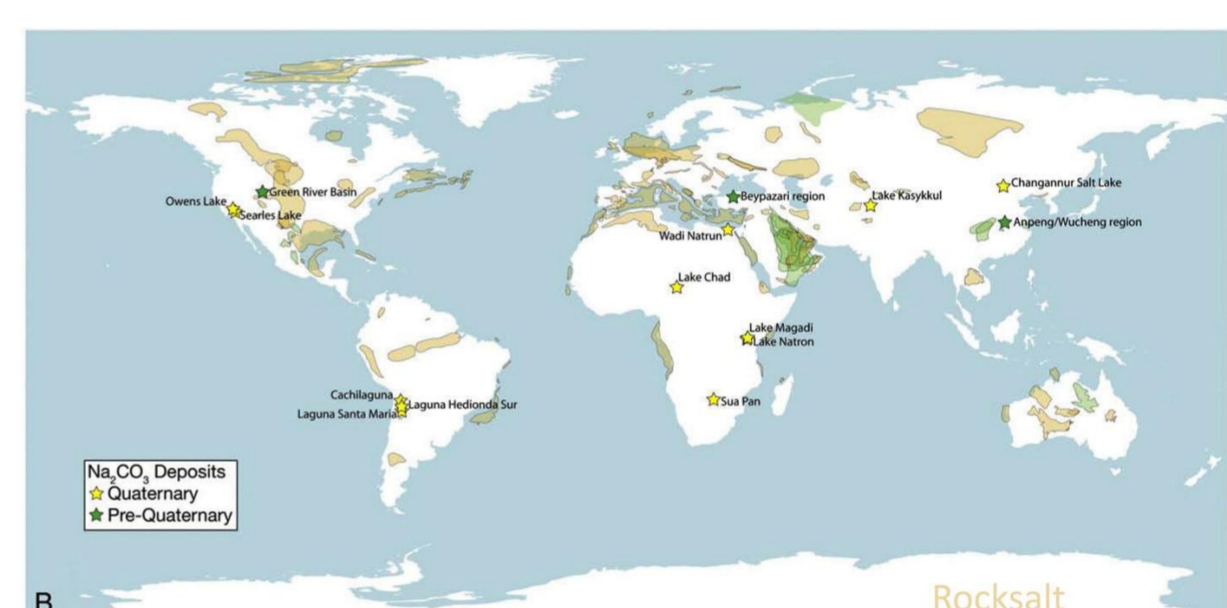 Owens Lake
Green River Basin
Searles Lake
Beypazari region
Lake Kasykkul
Changannur Salt Lake
Anpeng/Wucheng region
Wadi Natrun
Lake Chad
Lake Magadi
Lake Natron
Sua Pan
Cachilaguna
Laguna Hedionda Sur
Laguna Santa Maria
Na₂CO₃ Deposits
Quaternary
Pre-Quaternary
B
Rocksalt